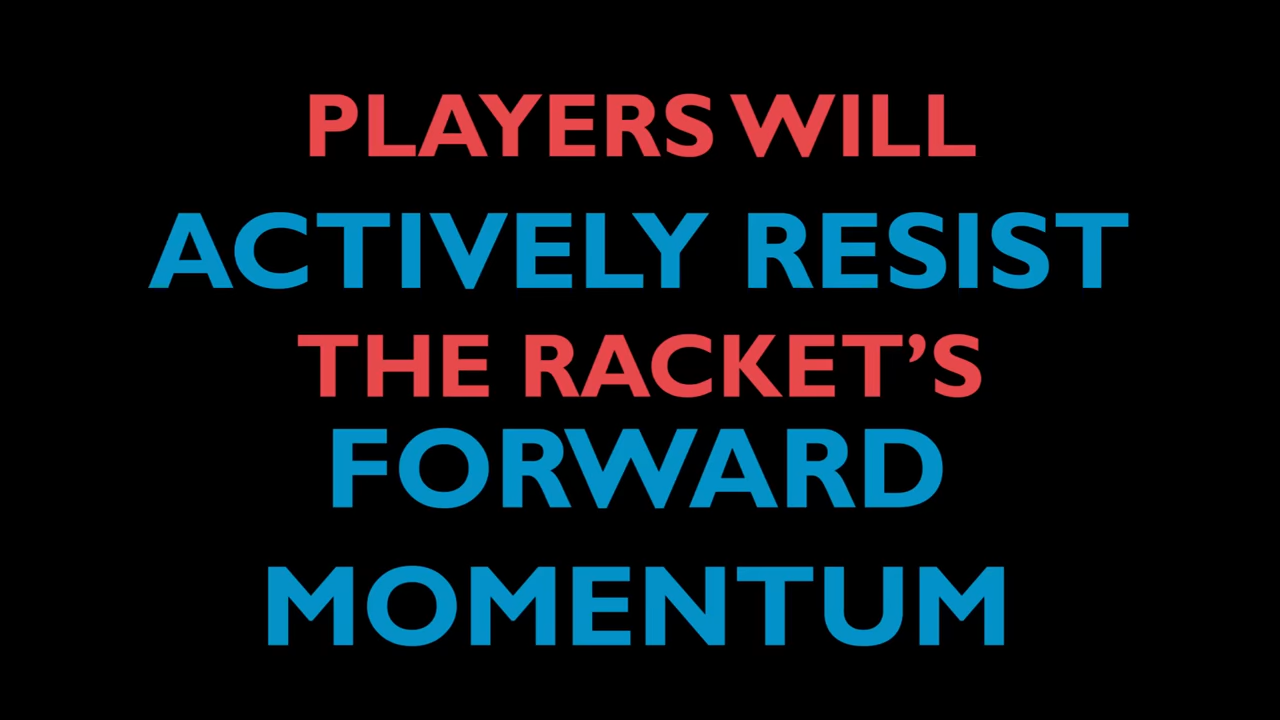 PLAYERS WILL
ACTIVELY RESIST
THE RACKET’S
FORWARD
MOMENTUM